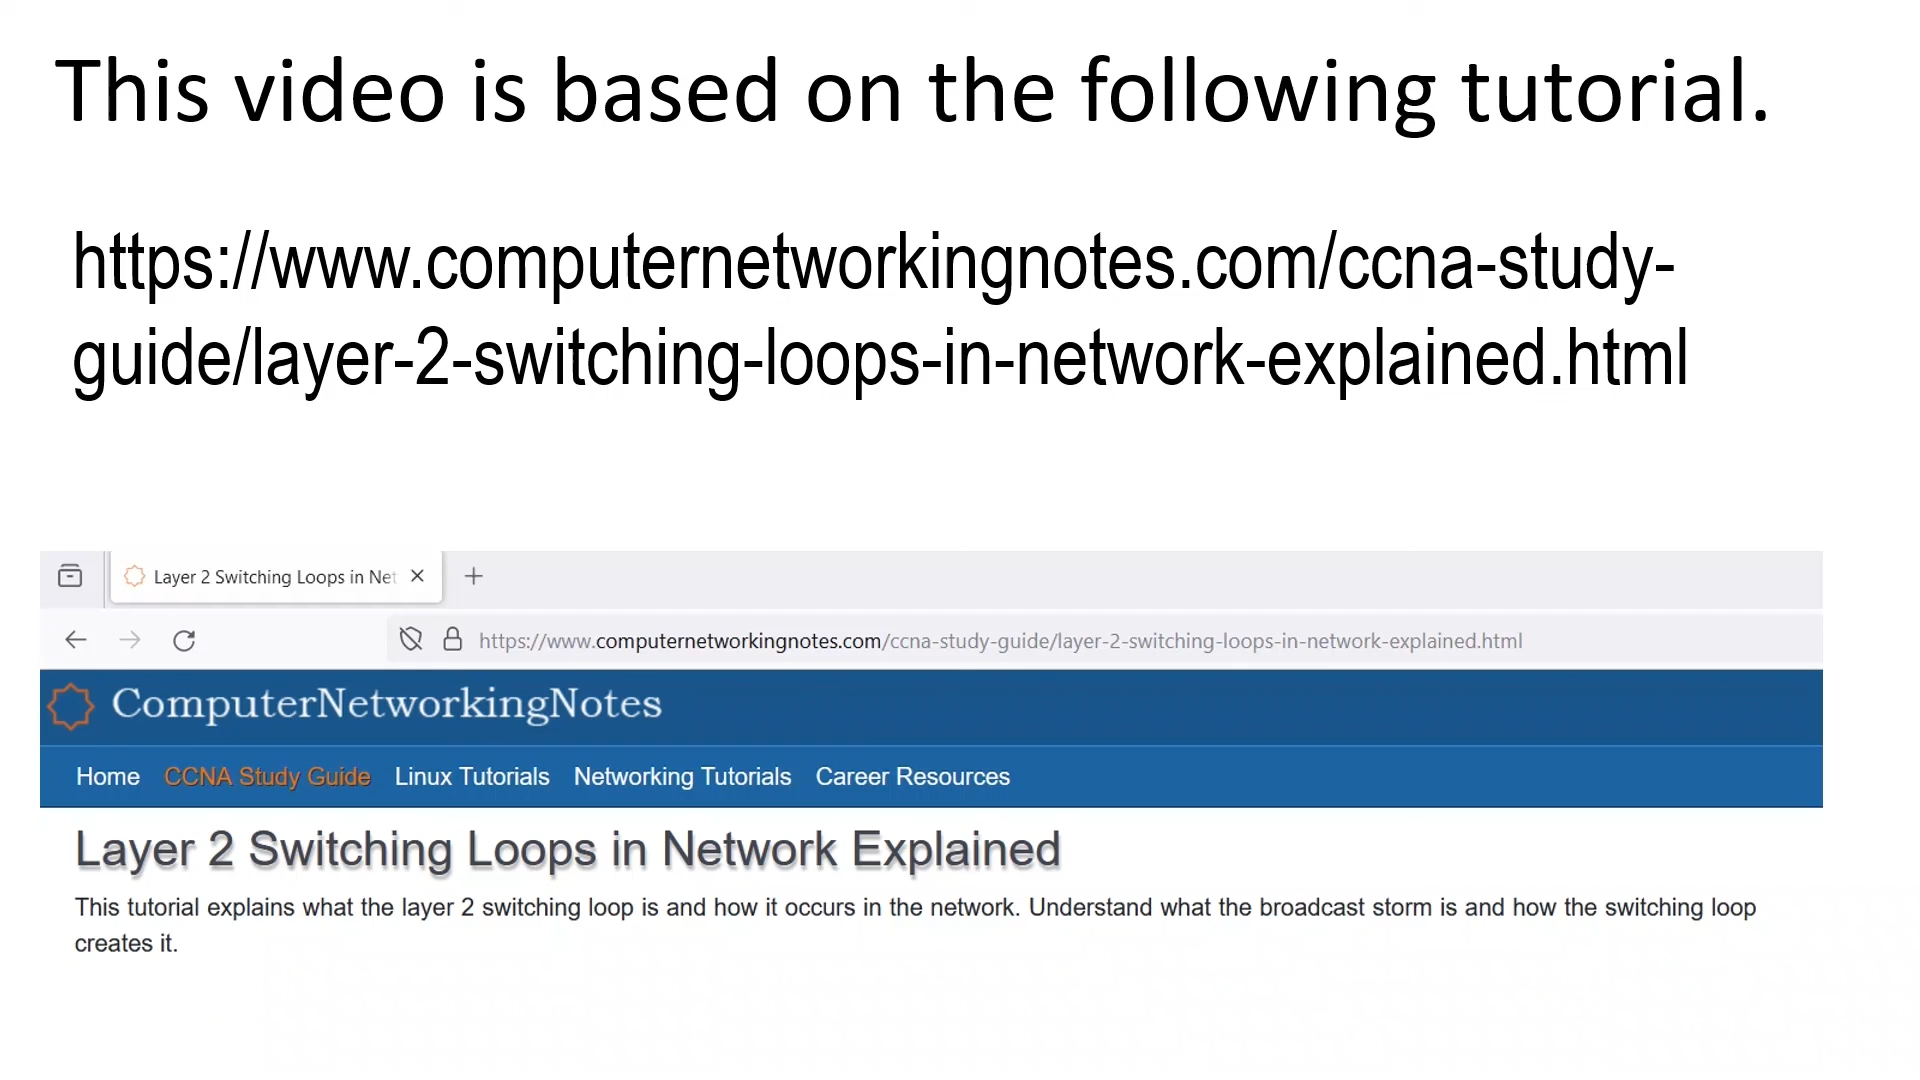 This video is based on the following tutorial.
https://www.computernetworkingnotes.com/ccna-study-
guide/layer-2-switching-loops-in-network-explained.html
Layer 2 Switching Loops in Net
https://www.computernetworkingnotes.com/ccna-study-guide/layer-2-switching-loops-in-network-explained.html
ComputerNetworkingNotes
Home CCNA Study Guide Linux Tutorials Networking Tutorials Career Resources
Layer 2 Switching Loops in Network Explained
This tutorial explains what the layer 2 switching loop is and how it occurs in the network. Understand what the broadcast storm is and how the switching loop
creates it.